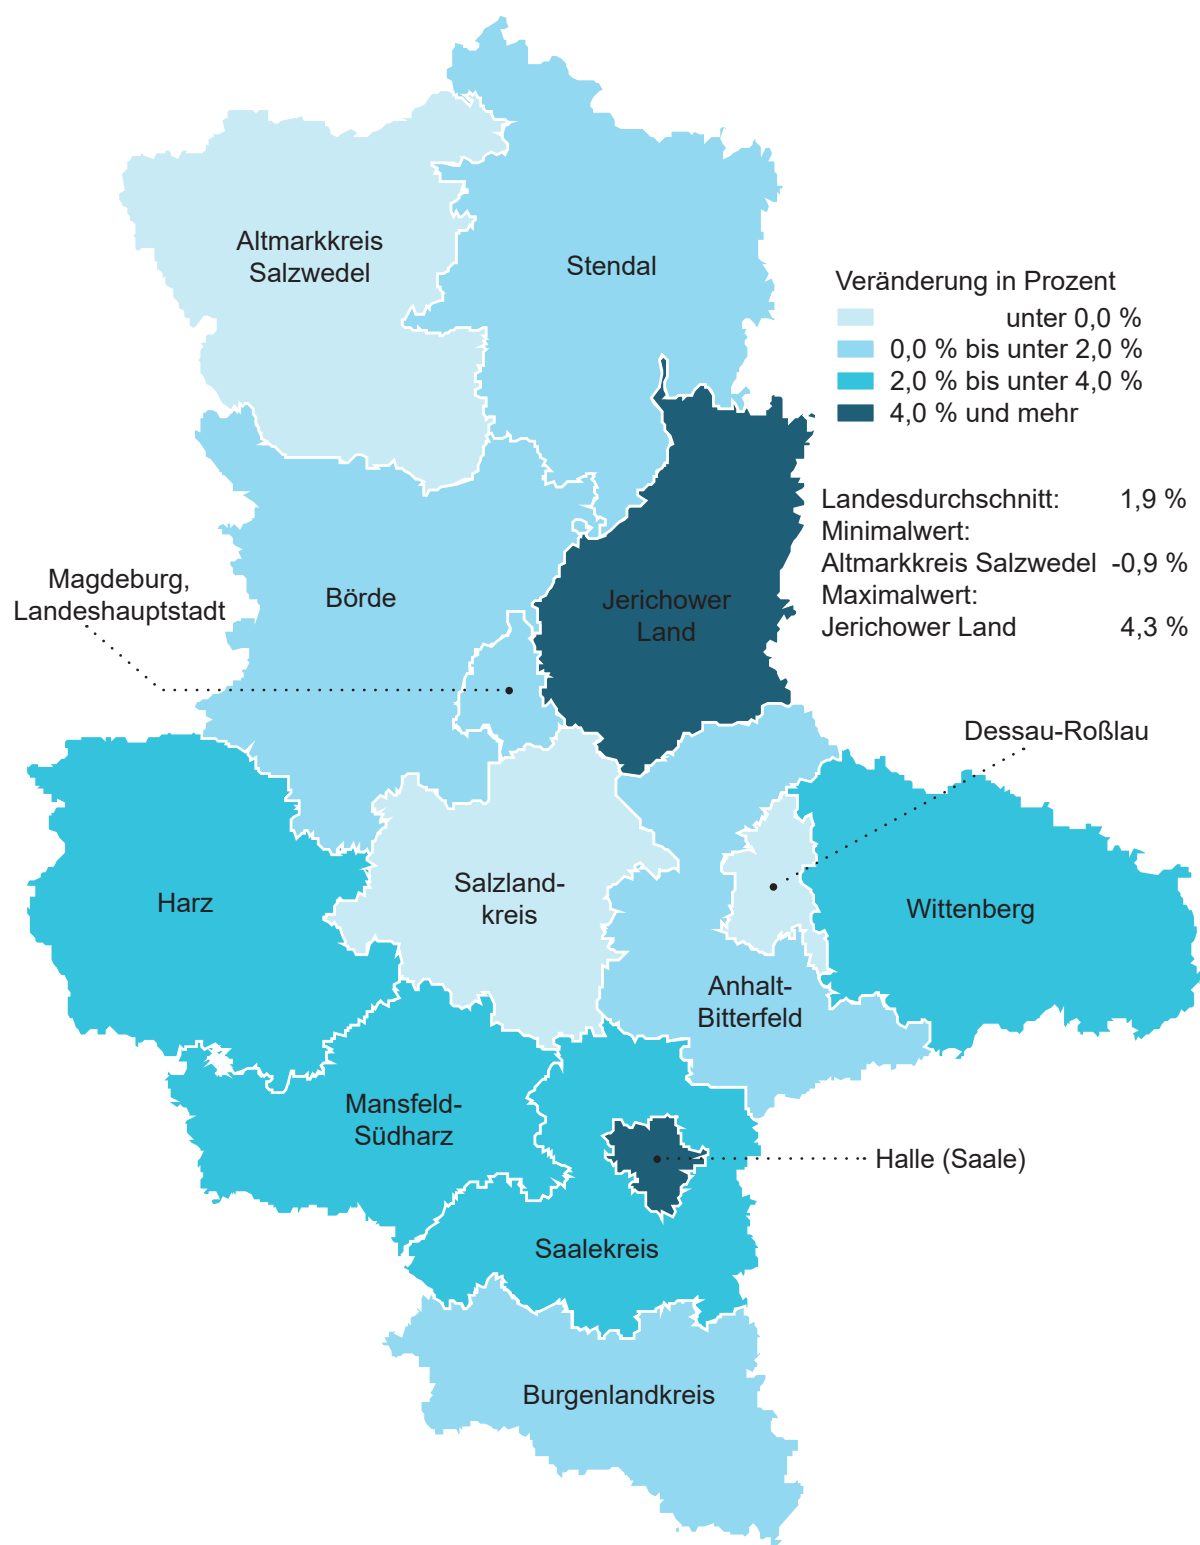 Altmarkkreis
Salzwedel
Stendal
Veränderung in Prozent
unter 0,0 %
0,0 % bis unter 2,0 %
2,0 % bis unter 4,0 %
4,0 % und mehr
Landesdurchschnitt: 1,9 %
Minimalwert:
Altmarkkreis Salzwedel -0,9 %
Maximalwert:
Jerichower Land 4,3 %
Magdeburg,
Landeshauptstadt
Börde
Jerichower
Land
Dessau-Roßlau
Harz
Salzland-
kreis
Wittenberg
Anhalt-
Bitterfeld
Mansfeld-
Südharz
Halle (Saale)
Saalekreis
Burgenlandkreis